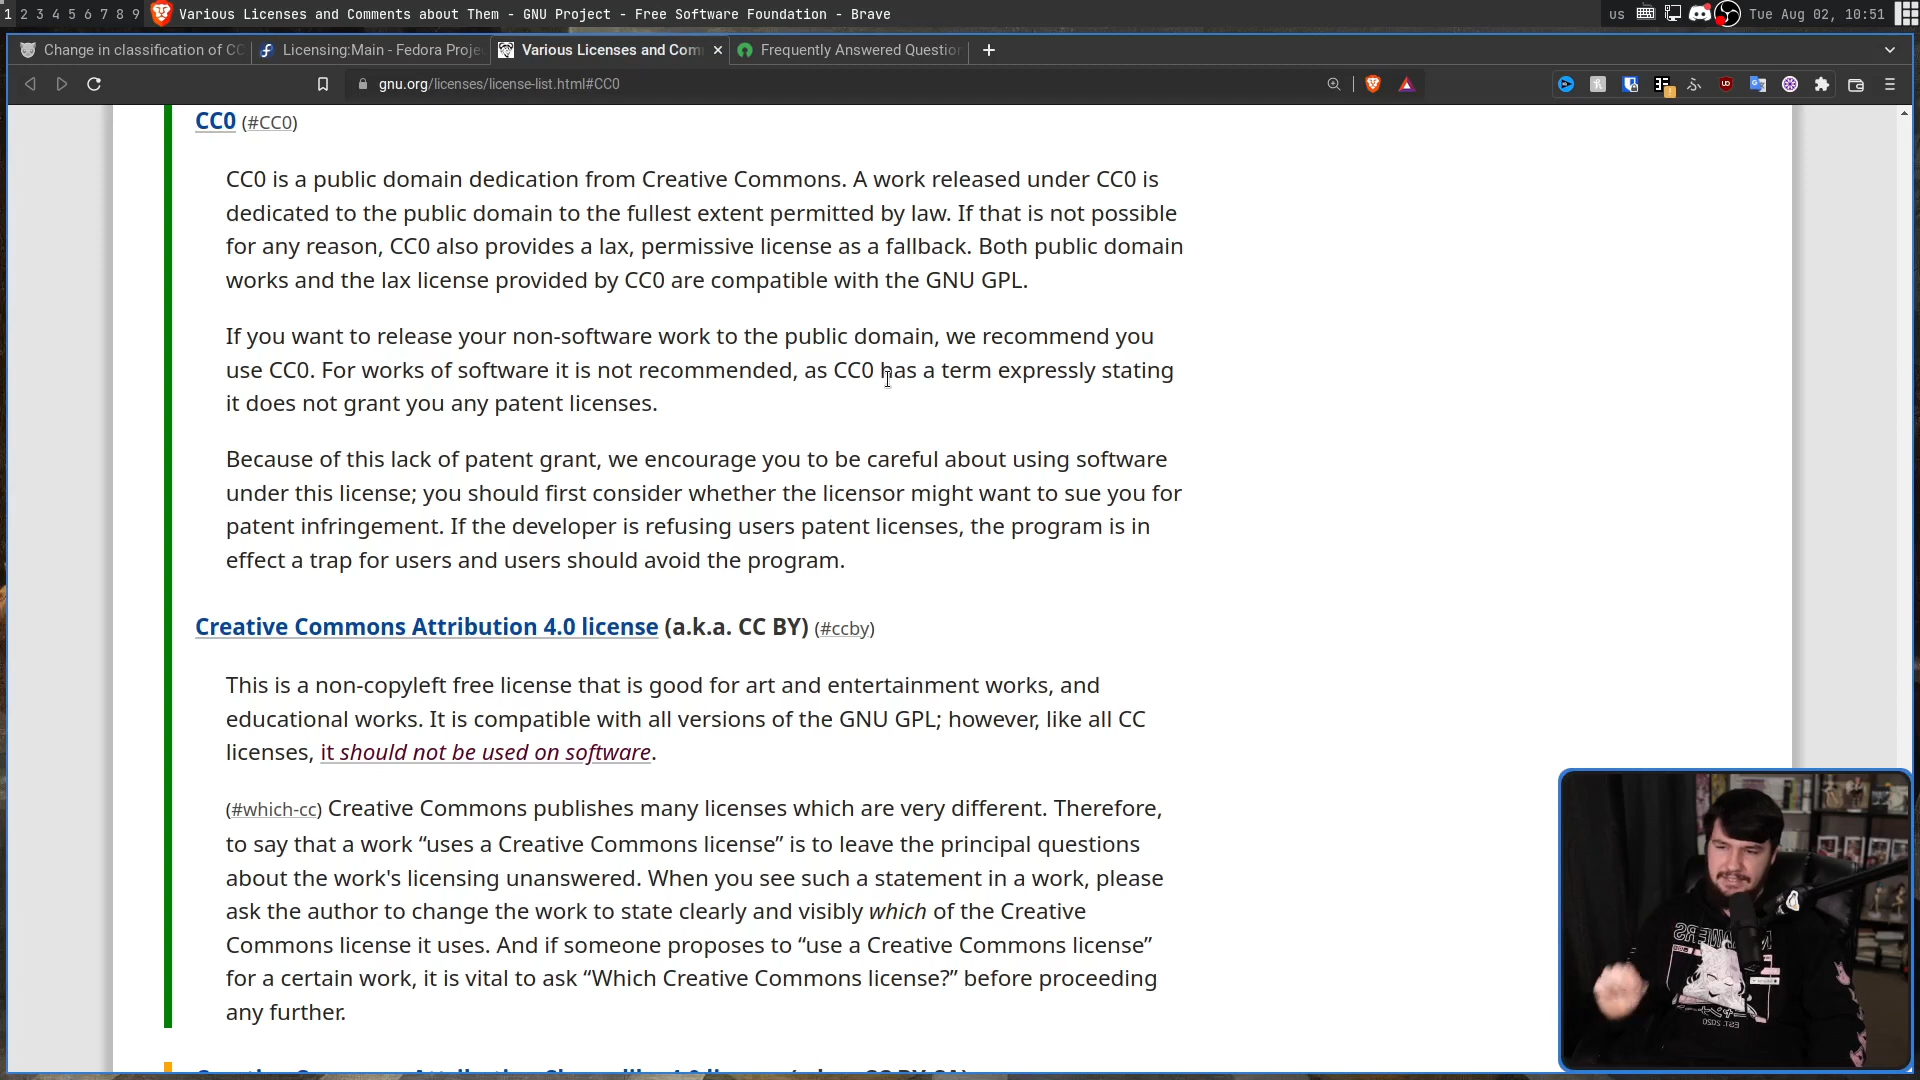 1 2 3 4 5 6 7 8 9 Various Licenses and Comments about Them - GNU Project - Free Software Foundation - Brave us Tue Aug 02, 10:51
Change in classification of CC Licensing:Main - Fedora Proje Various Licenses and Com Frequently Answered Question
gnu.org/licenses/license-list.html#CC0
CC0 (#CC0)
CC0 is a public domain dedication from Creative Commons. A work released under CC0 is
dedicated to the public domain to the fullest extent permitted by law. If that is not possible
for any reason, CC0 also provides a lax, permissive license as a fallback. Both public domain
works and the lax license provided by CC0 are compatible with the GNU GPL.
If you want to release your non-software work to the public domain, we recommend you
use CC0. For works of software it is not recommended, as CC0 has a term expressly stating
it does not grant you any patent licenses.
Because of this lack of patent grant, we encourage you to be careful about using software
under this license; you should first consider whether the licensor might want to sue you for
patent infringement. If the developer is refusing users patent licenses, the program is in
effect a trap for users and users should avoid the program.
Creative Commons Attribution 4.0 license (a.k.a. CC BY) (#ccby)
This is a non-copyleft free license that is good for art and entertainment works, and
educational works. It is compatible with all versions of the GNU GPL; however, like all CC
licenses, it should not be used on software.
(#which-cc) Creative Commons publishes many licenses which are very different. Therefore,
to say that a work “uses a Creative Commons license” is to leave the principal questions
about the work's licensing unanswered. When you see such a statement in a work, please
ask the author to change the work to state clearly and visibly which of the Creative
Commons license it uses. And if someone proposes to “use a Creative Commons license”
for a certain work, it is vital to ask “Which Creative Commons license?” before proceeding
any further.
EST. 2020